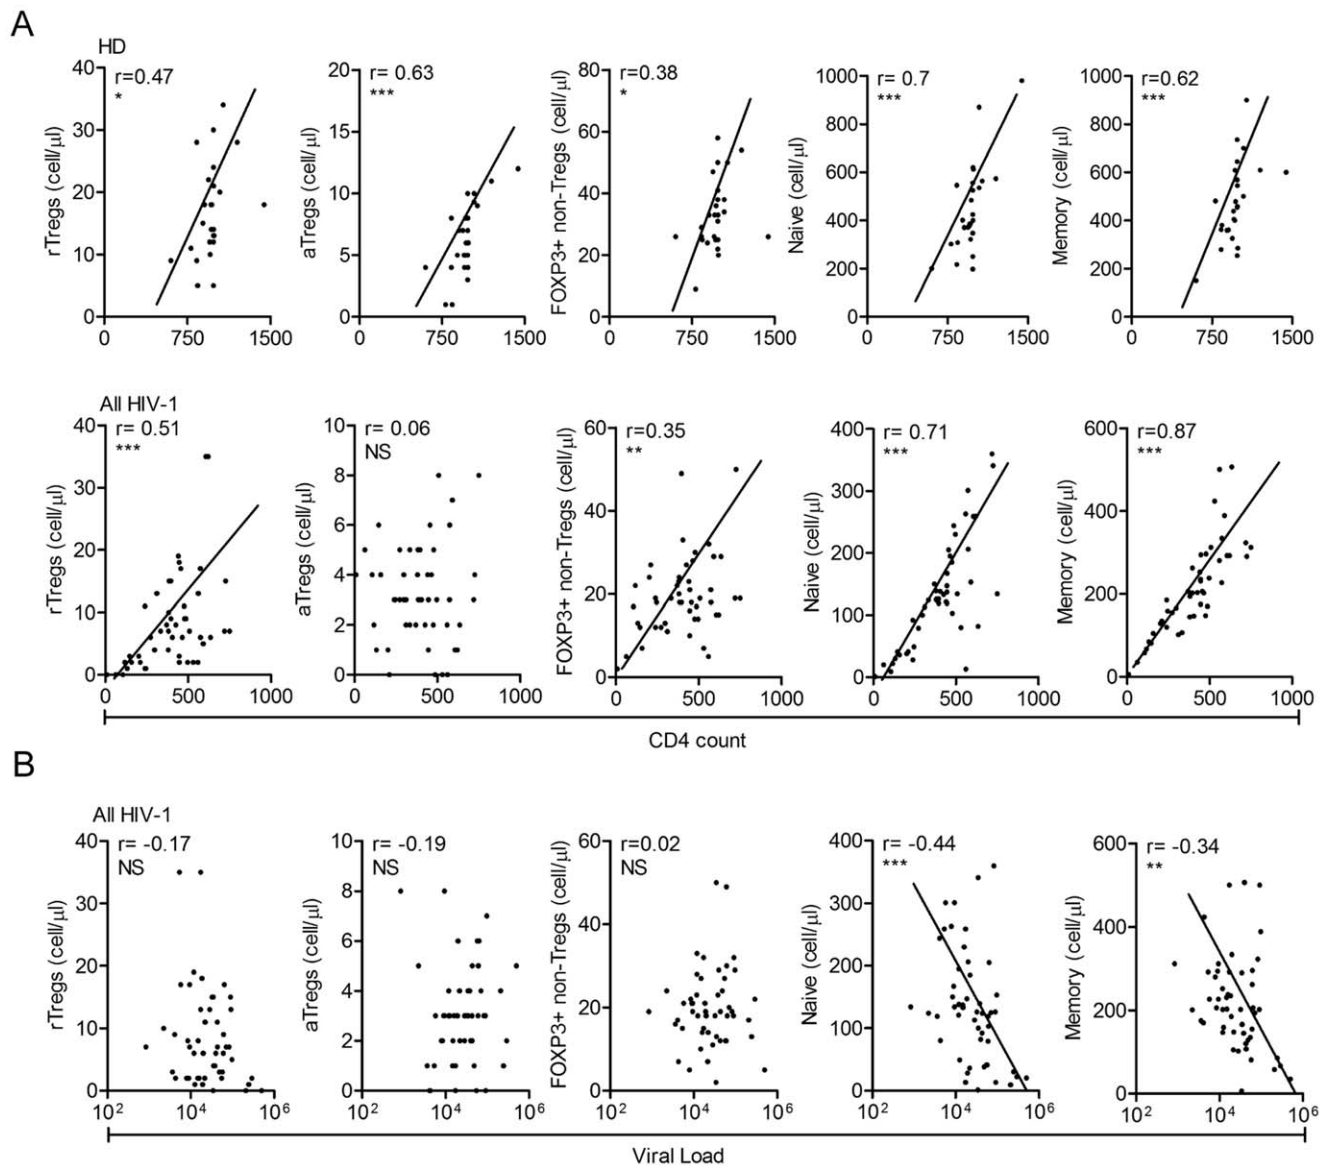 A
HD
r=0.47
*
rTregs (cell/µl)
40
30
20
10
0
0 750 1500
r= 0.63
***
aTregs (cell/µl)
20
15
10
5
0
0 750 1500
r=0.38
*
FOXP3+ non-Tregs (cell/µl)
80
60
40
20
0
0 750 1500
r= 0.7
***
Naive (cell/µl)
1000
800
600
400
200
0
0 750 1500
r=0.62
***
Memory (cell/µl)
1000
800
600
400
200
0
0 750 1500
All HIV-1
r= 0.51
***
rTregs (cell/µl)
40
30
20
10
0
0 500 1000
r= 0.06
NS
aTregs (cell/µl)
10
8
6
4
2
0
0 500 1000
r=0.35
**
FOXP3+ non-Tregs (cell/µl)
60
40
20
0
0 500 1000
r= 0.71
***
Naive (cell/µl)
400
300
200
100
0
0 500 1000
r=0.87
***
Memory (cell/µl)
600
400
200
0
0 500 1000
CD4 count
B
All HIV-1
r= -0.17
NS
rTregs (cell/µl)
40
30
20
10
0
10² 10⁴ 10⁶
r= -0.19
NS
aTregs (cell/µl)
10
8
6
4
2
0
10² 10⁴ 10⁶
r=0.02
NS
FOXP3+ non-Tregs (cell/µl)
60
40
20
0
10² 10⁴ 10⁶
r= -0.44
***
Naive (cell/µl)
400
300
200
100
0
10² 10⁴ 10⁶
r= -0.34
**
Memory (cell/µl)
600
400
200
0
10² 10⁴ 10⁶
Viral Load